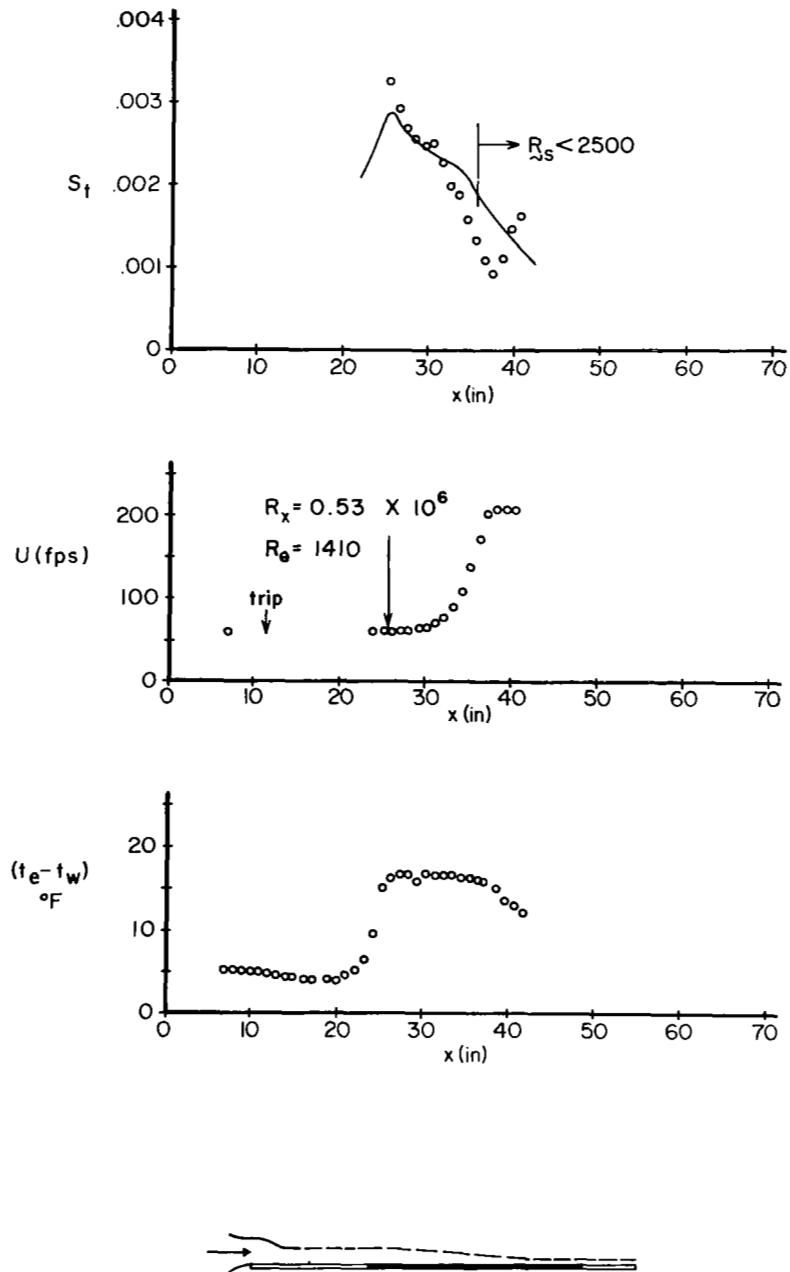 .004
.003
.002
.001
0
S_t
R_s < 2500
0 10 20 30 40 50 60 70
x (in)
200
100
0
U (fps)
R_x = 0.53 X 10^6
R_θ = 1410
trip
0 10 20 30 40 50 60 70
x (in)
20
10
0
(t_e - t_w)
°F
0 10 20 30 40 50 60 70
x (in)